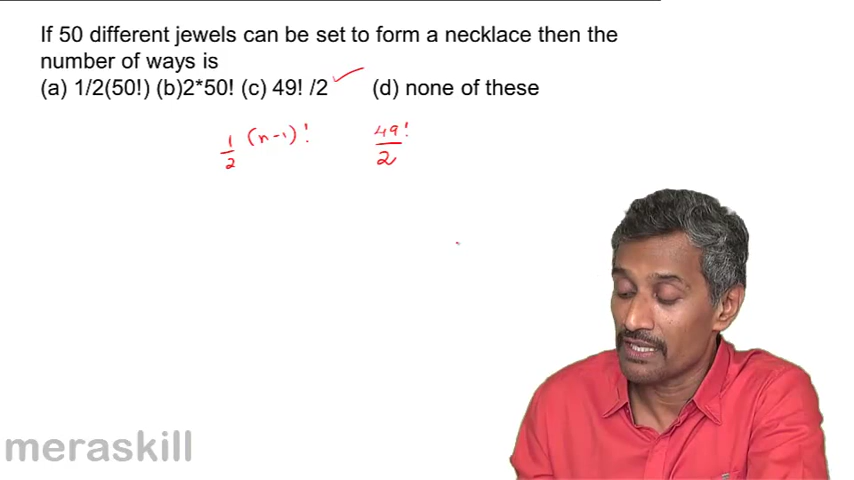 If 50 different jewels can be set to form a necklace then the
number of ways is
(a) 1/2(50!) (b)2*50! (c) 49! /2 (d) none of these
1/2 (n-1)! 49!/2
meraskill